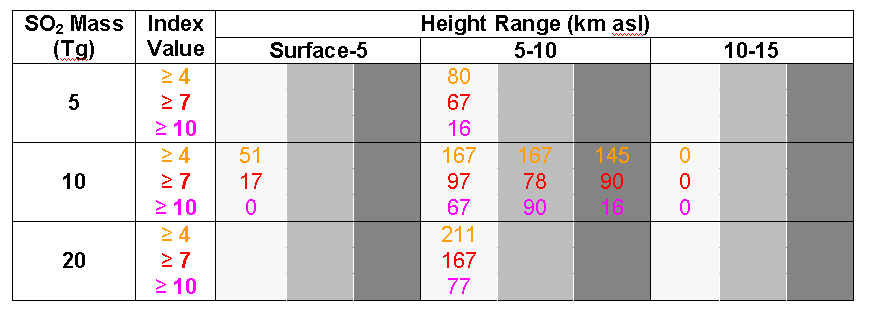 SO₂ Mass (Tg) Index Value Height Range (km asl)
Surface-5 5-10 10-15
≥ 4 80
5 ≥ 7 67
≥ 10 16
≥ 4 51 167 167 145 0
10 ≥ 7 17 97 78 90 0
≥ 10 0 67 90 16 0
≥ 4 211
20 ≥ 7 167
≥ 10 77